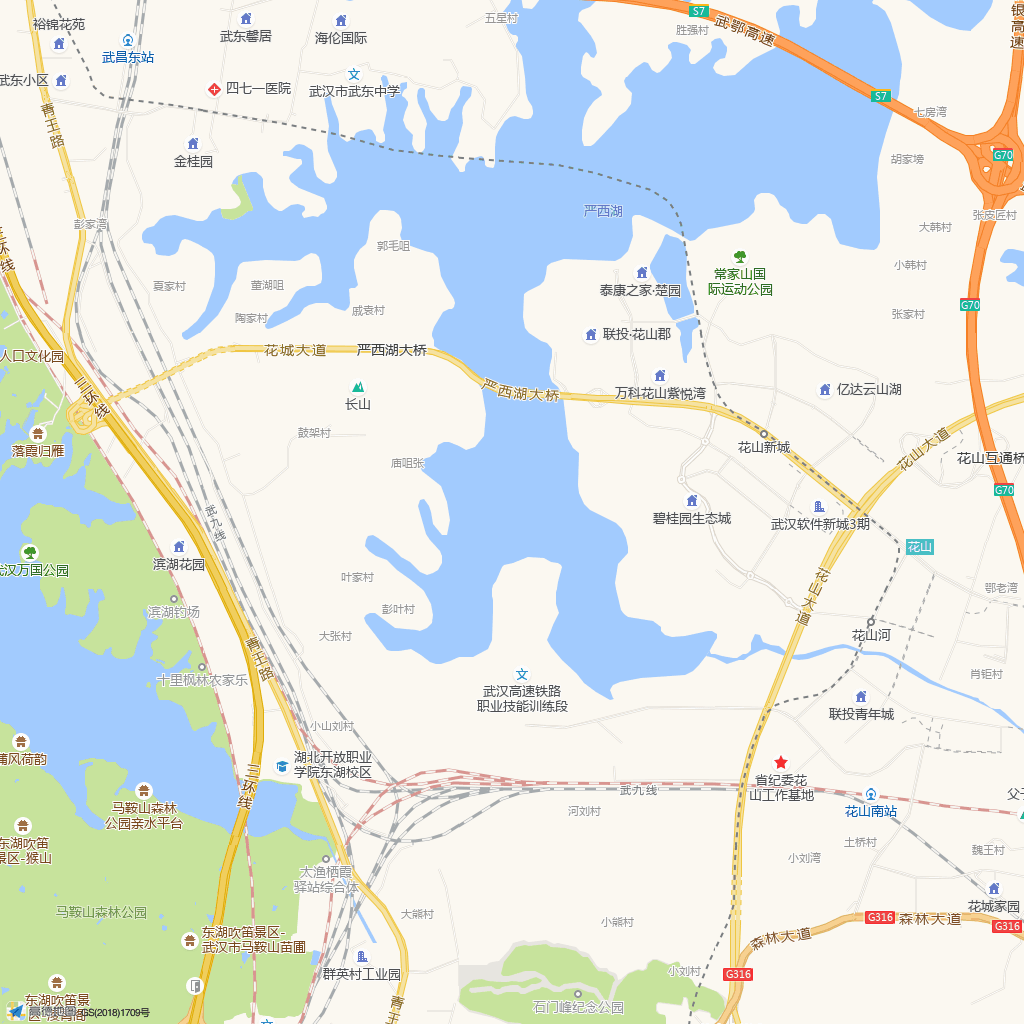 裕锦花苑
武昌东站
武东馨居
海伦国际
五星村
S7
武鄂高速
胜强村
武东小区
四七一医院
武汉市武东中学
S7
七房湾
青王路
金桂园
胡家塝
G70
严西湖
张皮匠村
彭家湾
大韩村
三环线
郭毛咀
常家山国
际运动公园
小韩村
夏家村
董湖咀
泰康之家·楚园
G70
陶家村
戚袁村
张家村
联投·花山郡
人口文化园
花城大道
严西湖大桥
三环线
长山
严西湖大桥
万科花山紫悦湾
亿达云山湖
落霞归雁
鼓架村
花山新城
花山大道
庙咀张
花山互通桥
G70
武九线
碧桂园生态城
武汉软件新城3期
滨湖花园
花山
武汉万国公园
叶家村
花山大道
鄂老湾
滨湖钓场
彭叶村
大张村
花山河
青王路
十里枫林农家乐
武汉高速铁路
职业技能训练段
肖钜村
联投青年城
小山刘村
湖北开放职业
学院东湖校区
三环线
省纪委花
山工作基地
武九线
马鞍山森林
公园亲水平台
河刘村
花山南站
土桥村
小刘湾
魏王村
东湖吹笛
景区-猴山
太渔栖霞
驿站综合体
马鞍山森林公园
大熊村
小熊村
花城家园
G316
森林大道
G316
东湖吹笛景区-
武汉市马鞍山苗圃
森林大道
群英村工业园
小刘村
G316
东湖吹笛景
石门峰纪念公园
高德地图
GS(2018)1709号